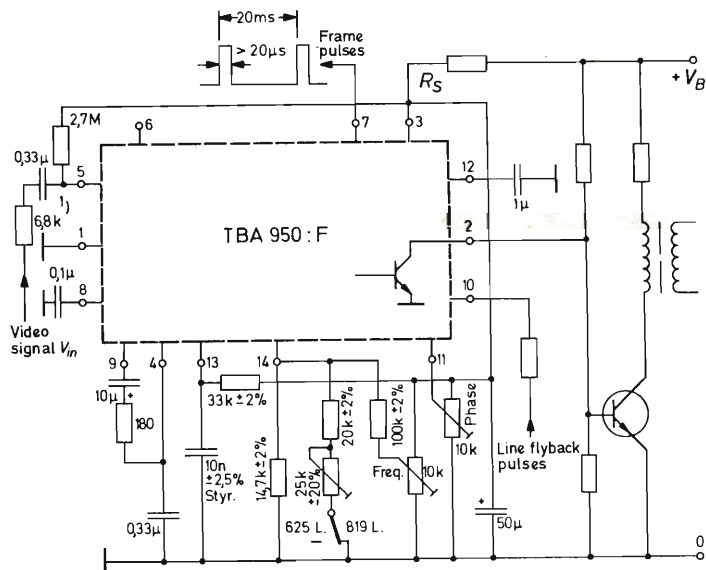 20ms
> 20µs
Frame
pulses
R_S
+ V_B
2,7M
6
7
3
0,33µ
5
12
1)
1µ
6,8k
TBA 950 : F
2
1
0,1µ
8
10
Video
signal V_in
9
4
13
14
11
10µ
+
180
33k ±2%
20k ±2%
100k ±2%
Phase
10k
Line flyback
pulses
10n
±2,5%
Styr.
14,7k ±2%
25k
±20%
Freq.
10k
+
0,33µ
625 L.
819 L.
50µ
0